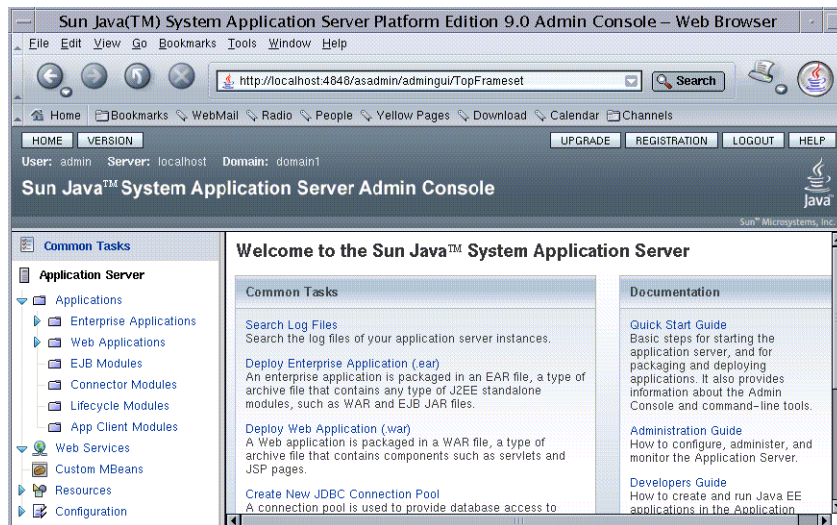 Sun Java(TM) System Application Server Platform Edition 9.0 Admin Console – Web Browser
File Edit View Go Bookmarks Tools Window Help
http://localhost:4848/asadmin/admingui/TopFrameset Search
Home Bookmarks WebMail Radio People Yellow Pages Download Calendar Channels
HOME VERSION UPGRADE REGISTRATION LOGOUT HELP
User: admin Server: localhost Domain: domain1
Sun Java™ System Application Server Admin Console
Java
Sun™ Microsystems, Inc.
Common Tasks
Application Server
Applications
Enterprise Applications
Web Applications
EJB Modules
Connector Modules
Lifecycle Modules
App Client Modules
Web Services
Custom MBeans
Resources
Configuration
Welcome to the Sun Java™ System Application Server
Common Tasks
Search Log Files
Search the log files of your application server instances.
Deploy Enterprise Application (.ear)
An enterprise application is packaged in an EAR file, a type of
archive file that contains any type of J2EE standalone
modules, such as WAR and EJB JAR files.
Deploy Web Application (.war)
A Web application is packaged in a WAR file, a type of
archive file that contains components such as servlets and
JSP pages.
Create New JDBC Connection Pool
A connection pool is used to provide database access to
Documentation
Quick Start Guide
Basic steps for starting the
application server, and for
packaging and deploying
applications. It also provides
information about the Admin
Console and command-line tools.
Administration Guide
How to configure, administer, and
monitor the Application Server.
Developers Guide
How to create and run Java EE
applications in the Application